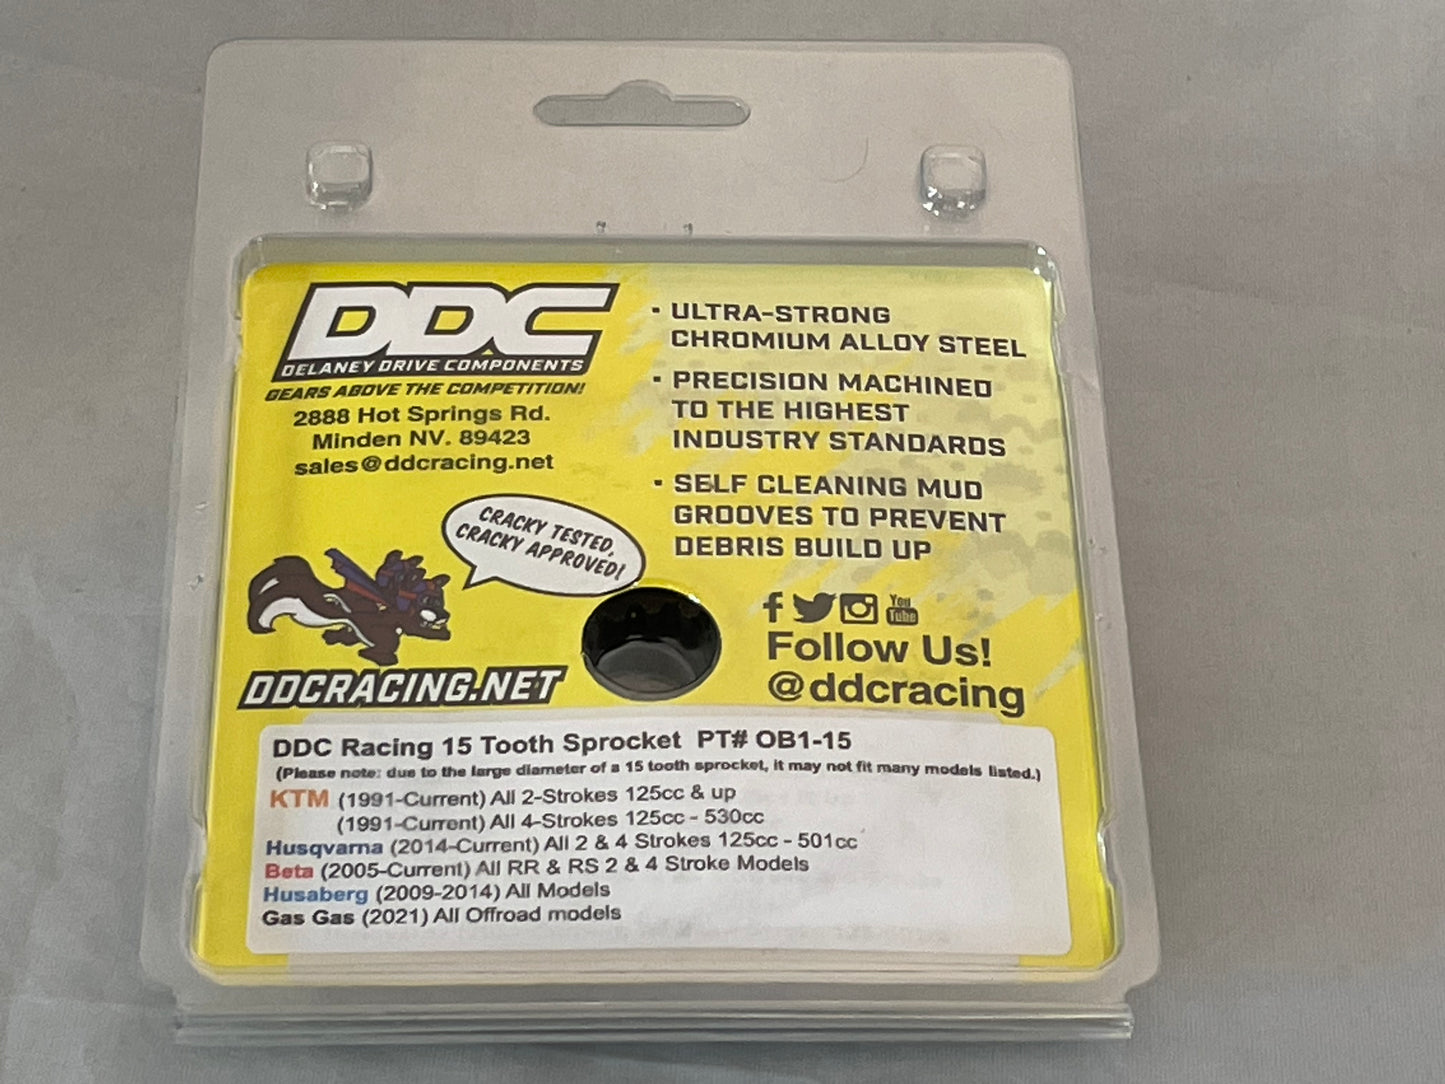 DDC
DELANEY DRIVE COMPONENTS
GEARS ABOVE THE COMPETITION!
2888 Hot Springs Rd.
Minden NV. 89423
sales@ddcracing.net
CRACKY TESTED,
CRACKY APPROVED!
DDCRACING.NET
• ULTRA-STRONG
CHROMIUM ALLOY STEEL
• PRECISION MACHINED
TO THE HIGHEST
INDUSTRY STANDARDS
• SELF CLEANING MUD
GROOVES TO PREVENT
DEBRIS BUILD UP
You
Tube
Follow Us!
@ddcracing
DDC Racing 15 Tooth Sprocket PT# OB1-15
(Please note: due to the large diameter of a 15 tooth sprocket, it may not fit many models listed.)
KTM (1991-Current) All 2-Strokes 125cc & up
(1991-Current) All 4-Strokes 125cc - 530cc
Husqvarna (2014-Current) All 2 & 4 Strokes 125cc - 501cc
Beta (2005-Current) All RR & RS 2 & 4 Stroke Models
Husaberg (2009-2014) All Models
Gas Gas (2021) All Offroad models